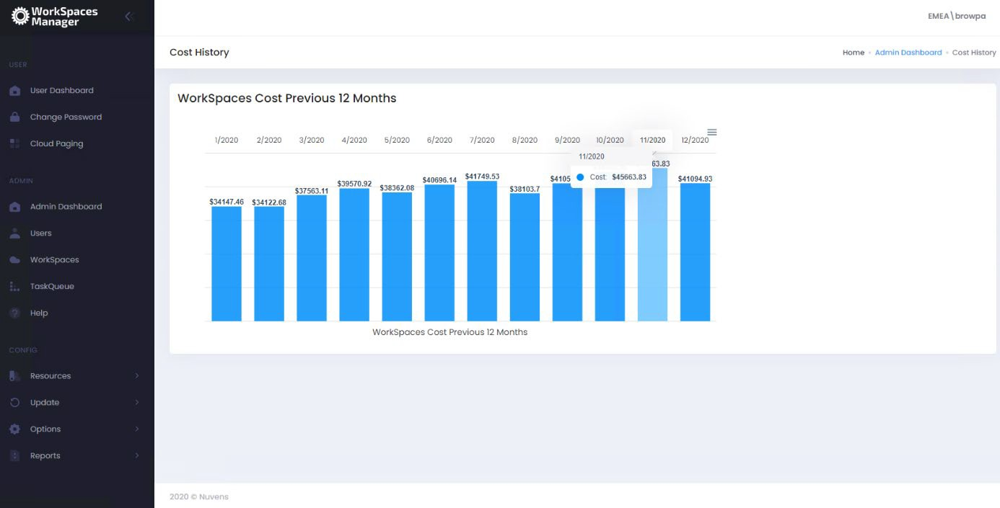 WorkSpaces
Manager
EMEA\browpa
Cost History
Home • Admin Dashboard • Cost History
USER
User Dashboard
Change Password
Cloud Paging
ADMIN
Admin Dashboard
Users
WorkSpaces
TaskQueue
Help
CONFIG
Resources
Update
Options
Reports
WorkSpaces Cost Previous 12 Months
1/2020 2/2020 3/2020 4/2020 5/2020 6/2020 7/2020 8/2020 9/2020 10/2020 11/2020 12/2020
11/2020
Cost: $45663.83
$34147.46 $34122.68 $37563.11 $39570.92 $38362.08 $40696.14 $41749.53 $38103.7 $4105 63.83 $41094.93
WorkSpaces Cost Previous 12 Months
2020 © Nuvens